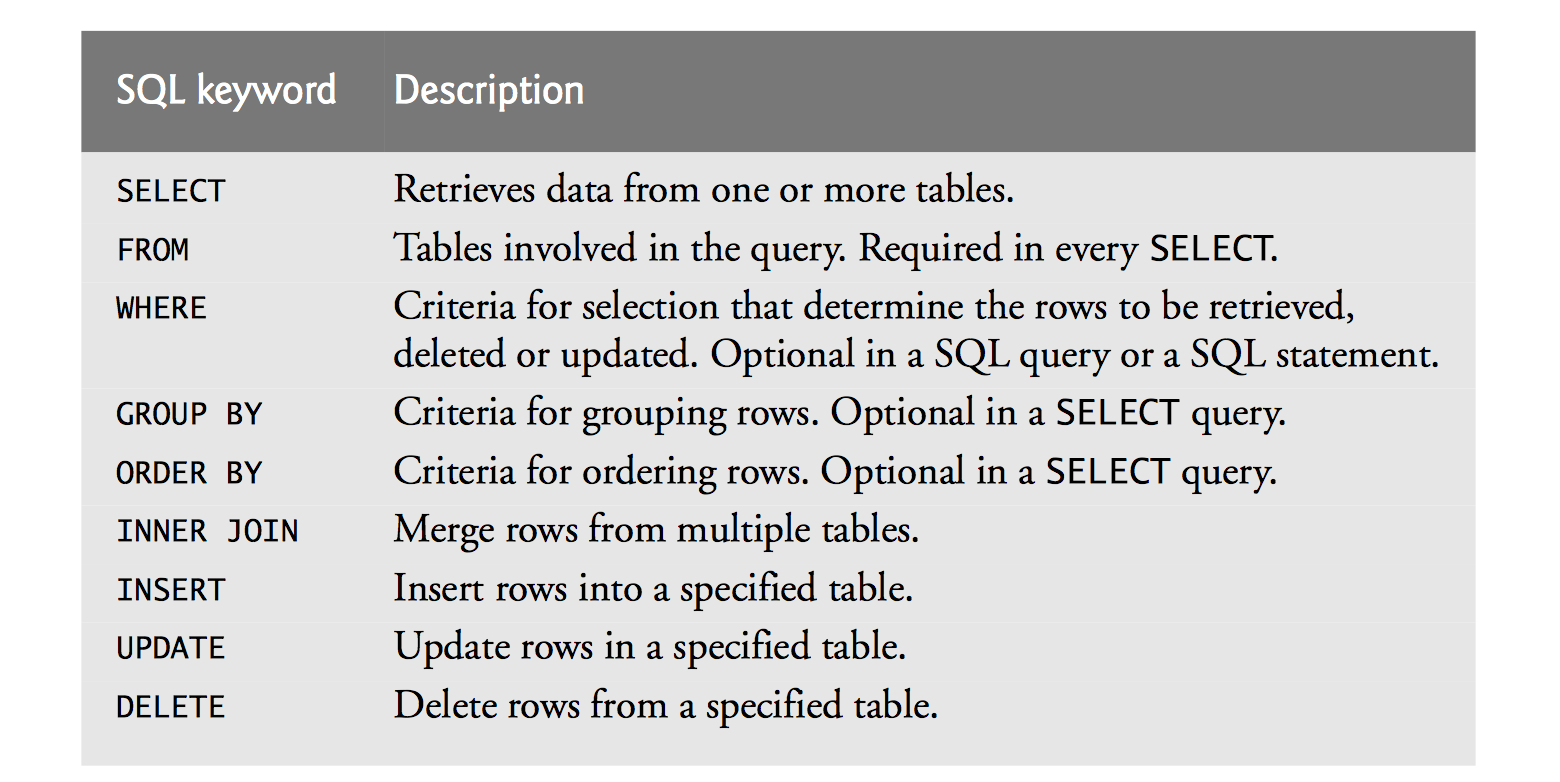 SQL keyword Description
SELECT Retrieves data from one or more tables.
FROM Tables involved in the query. Required in every SELECT.
WHERE Criteria for selection that determine the rows to be retrieved,
deleted or updated. Optional in a SQL query or a SQL statement.
GROUP BY Criteria for grouping rows. Optional in a SELECT query.
ORDER BY Criteria for ordering rows. Optional in a SELECT query.
INNER JOIN Merge rows from multiple tables.
INSERT Insert rows into a specified table.
UPDATE Update rows in a specified table.
DELETE Delete rows from a specified table.